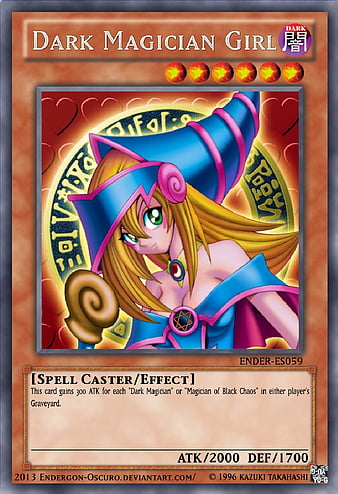 DARK MAGICIAN GIRL
DARK
闇
ENDER-ES059
[SPELL CASTER/EFFECT]
This card gains 300 ATK for each "Dark Magician" or "Magician of Black Chaos" in either player's
Graveyard.
ATK/2000 DEF/1700
2013 ENDERGON-OSCURO.DEVIANTART.COM/ © 1996 KAZUKI TAKAHASHI